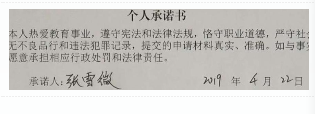 个人承诺书
本人热爱教育事业，遵守宪法和法律法规，恪守职业道德，严守社
无不良品行和违法犯罪记录，提交的申请材料真实、准确。如与事
愿意承担相应行政处罚和法律责任。
承诺人：张雪微 2019 年 4 月 22 日